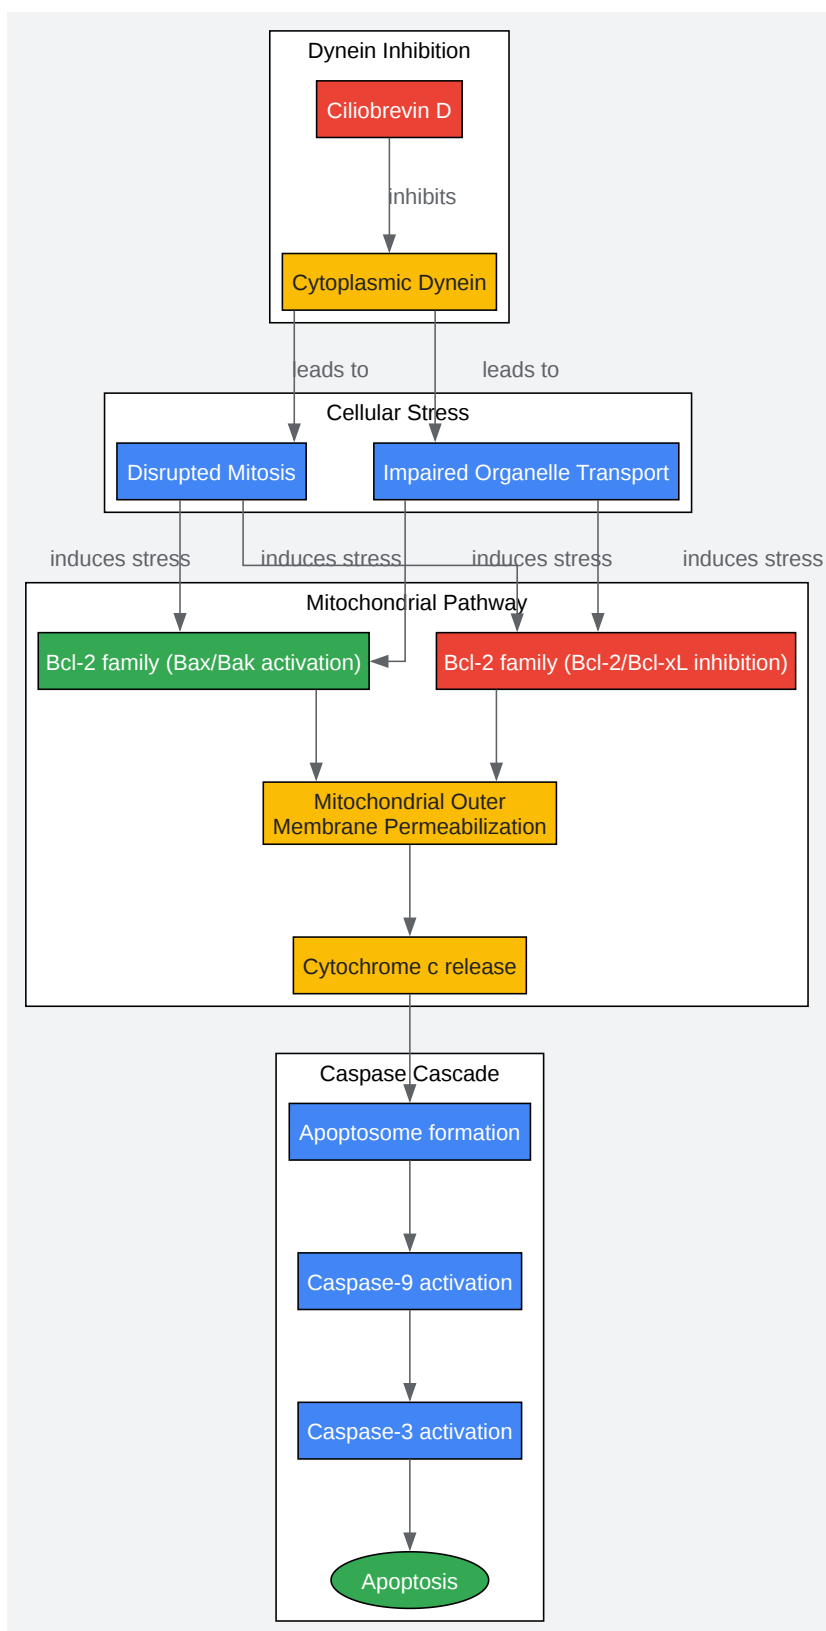 Dynein Inhibition
Ciliobrevin D
inhibits
Cytoplasmic Dynein
leads to
leads to
Cellular Stress
Disrupted Mitosis
Impaired Organelle Transport
induces stress
induces stress
induces stress
induces stress
Mitochondrial Pathway
Bcl-2 family (Bax/Bak activation)
Bcl-2 family (Bcl-2/Bcl-xL inhibition)
Mitochondrial Outer
Membrane Permeabilization
Cytochrome c release
Caspase Cascade
Apoptosome formation
Caspase-9 activation
Caspase-3 activation
Apoptosis